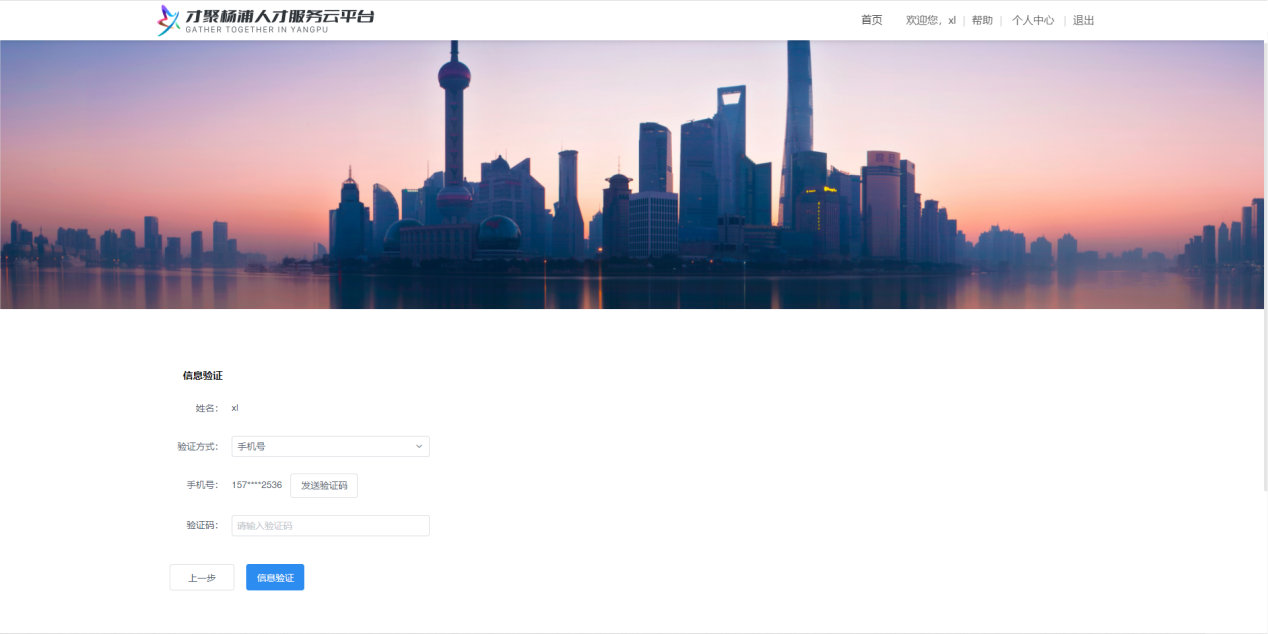 才聚杨浦人才服务云平台
GATHER TOGETHER IN YANGPU
首页 欢迎您，xl | 帮助 | 个人中心 | 退出
信息验证
姓名： xl
验证方式： 手机号
手机号： 157****2536 发送验证码
验证码： 请输入验证码
上一步 信息验证